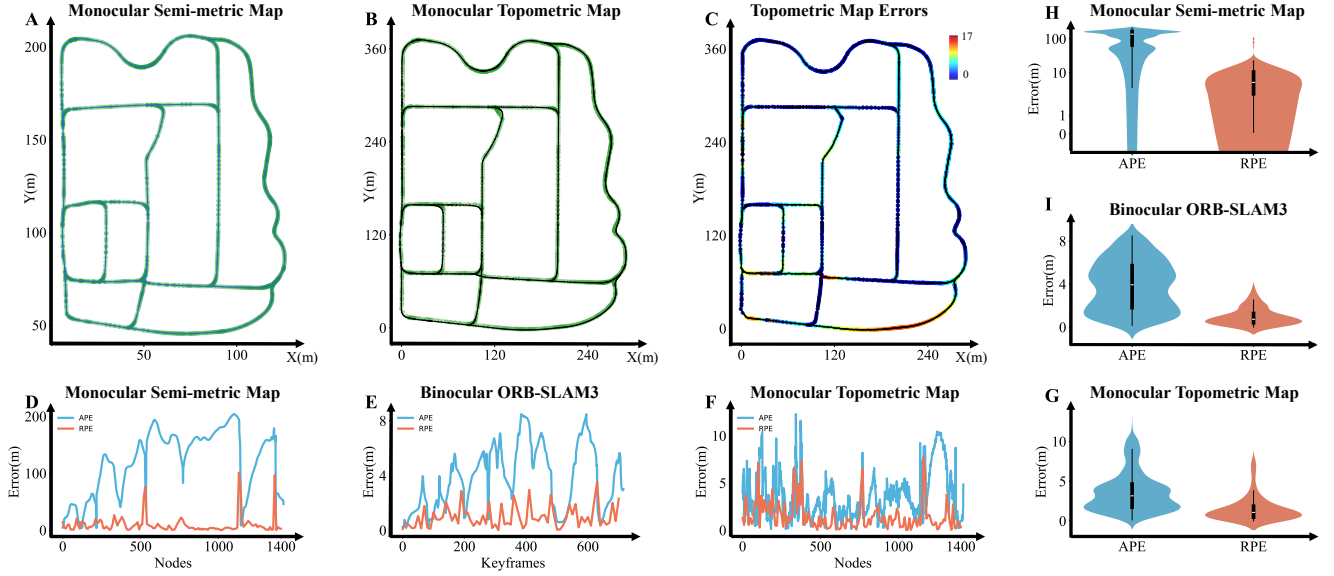 A Monocular Semi-metric Map
200
150
100
50
Y(m)
50
100
X(m)
B Monocular Topometric Map
360
240
120
0
Y(m)
0
120
240
X(m)
C Topometric Map Errors
17
0
360
240
120
0
Y(m)
0
120
240
X(m)
H Monocular Semi-metric Map
100
10
1
0
Error(m)
APE
RPE
I Binocular ORB-SLAM3
8
4
0
Error(m)
APE
RPE
D Monocular Semi-metric Map
APE
RPE
200
100
0
Error(m)
0
500
1000
1400
Nodes
E Binocular ORB-SLAM3
APE
RPE
8
4
0
Error(m)
0
200
400
600
Keyframes
F Monocular Topometric Map
APE
RPE
10
5
0
Error(m)
0
500
1000
1400
Nodes
G Monocular Topometric Map
10
5
0
Error(m)
APE
RPE